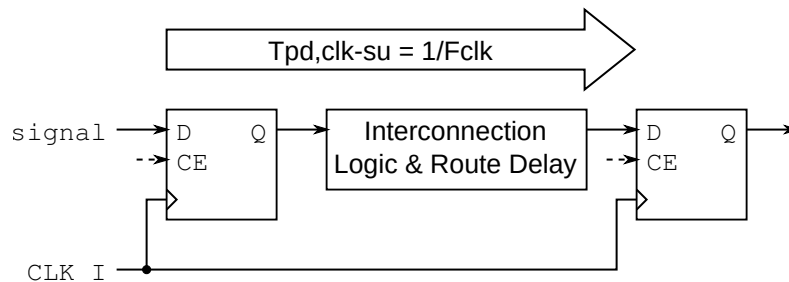 Tpd,clk-su = 1/Fclk
signal
D
Q
CE
Interconnection
Logic & Route Delay
D
Q
CE
CLK I